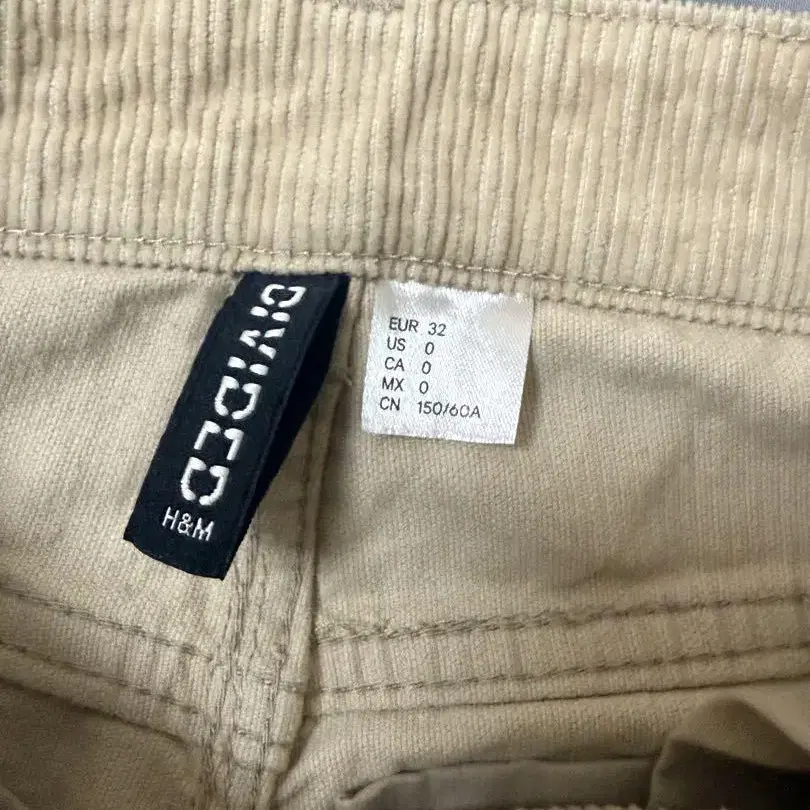 DIVIDED
H&M
EUR 32
US 0
CA 0
MX 0
CN 150/60A